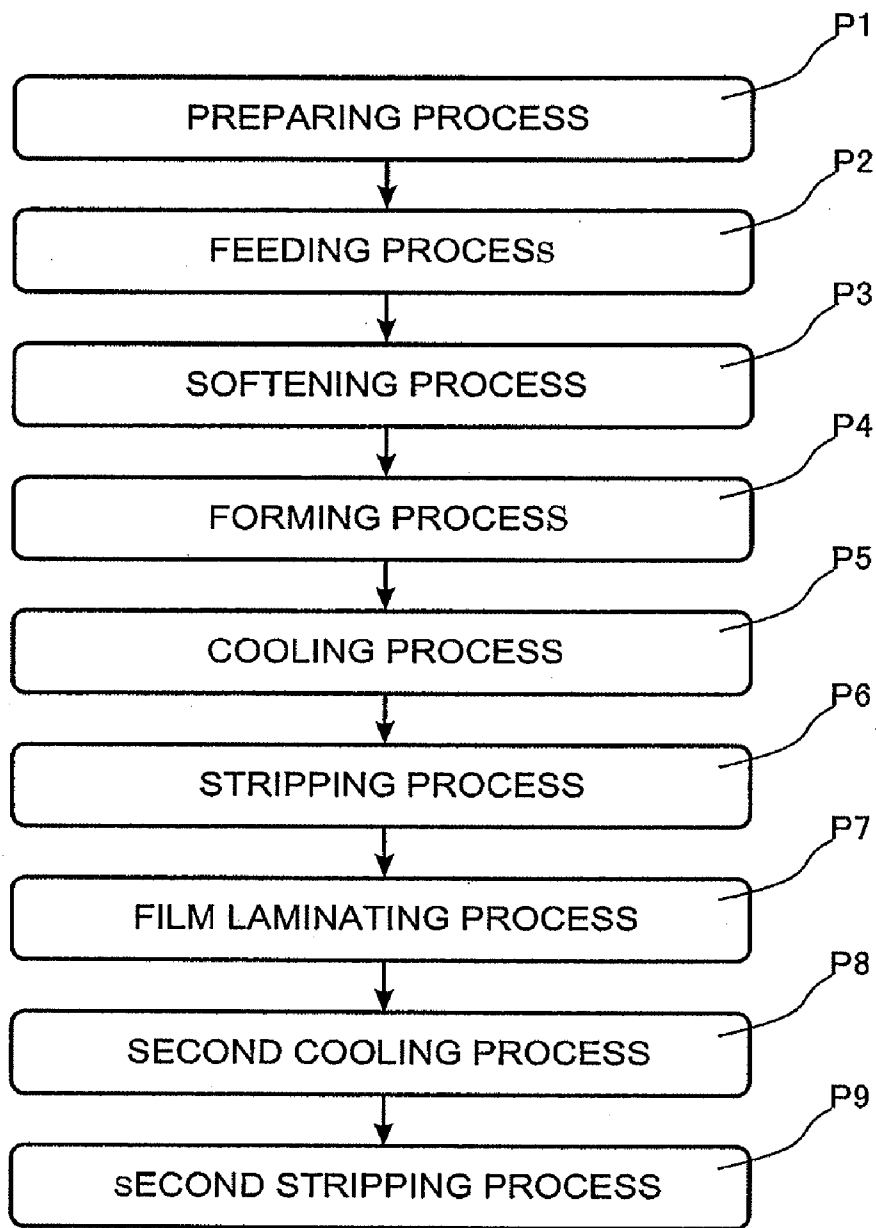 P1
PREPARING PROCESS
P2
FEEDING PROCESs
P3
SOFTENING PROCESS
P4
FORMING PROCESS
P5
COOLING PROCESS
P6
STRIPPING PROCESS
P7
FILM LAMINATING PROCESS
P8
SECOND COOLING PROCESS
P9
sECOND STRIPPING PROCESS